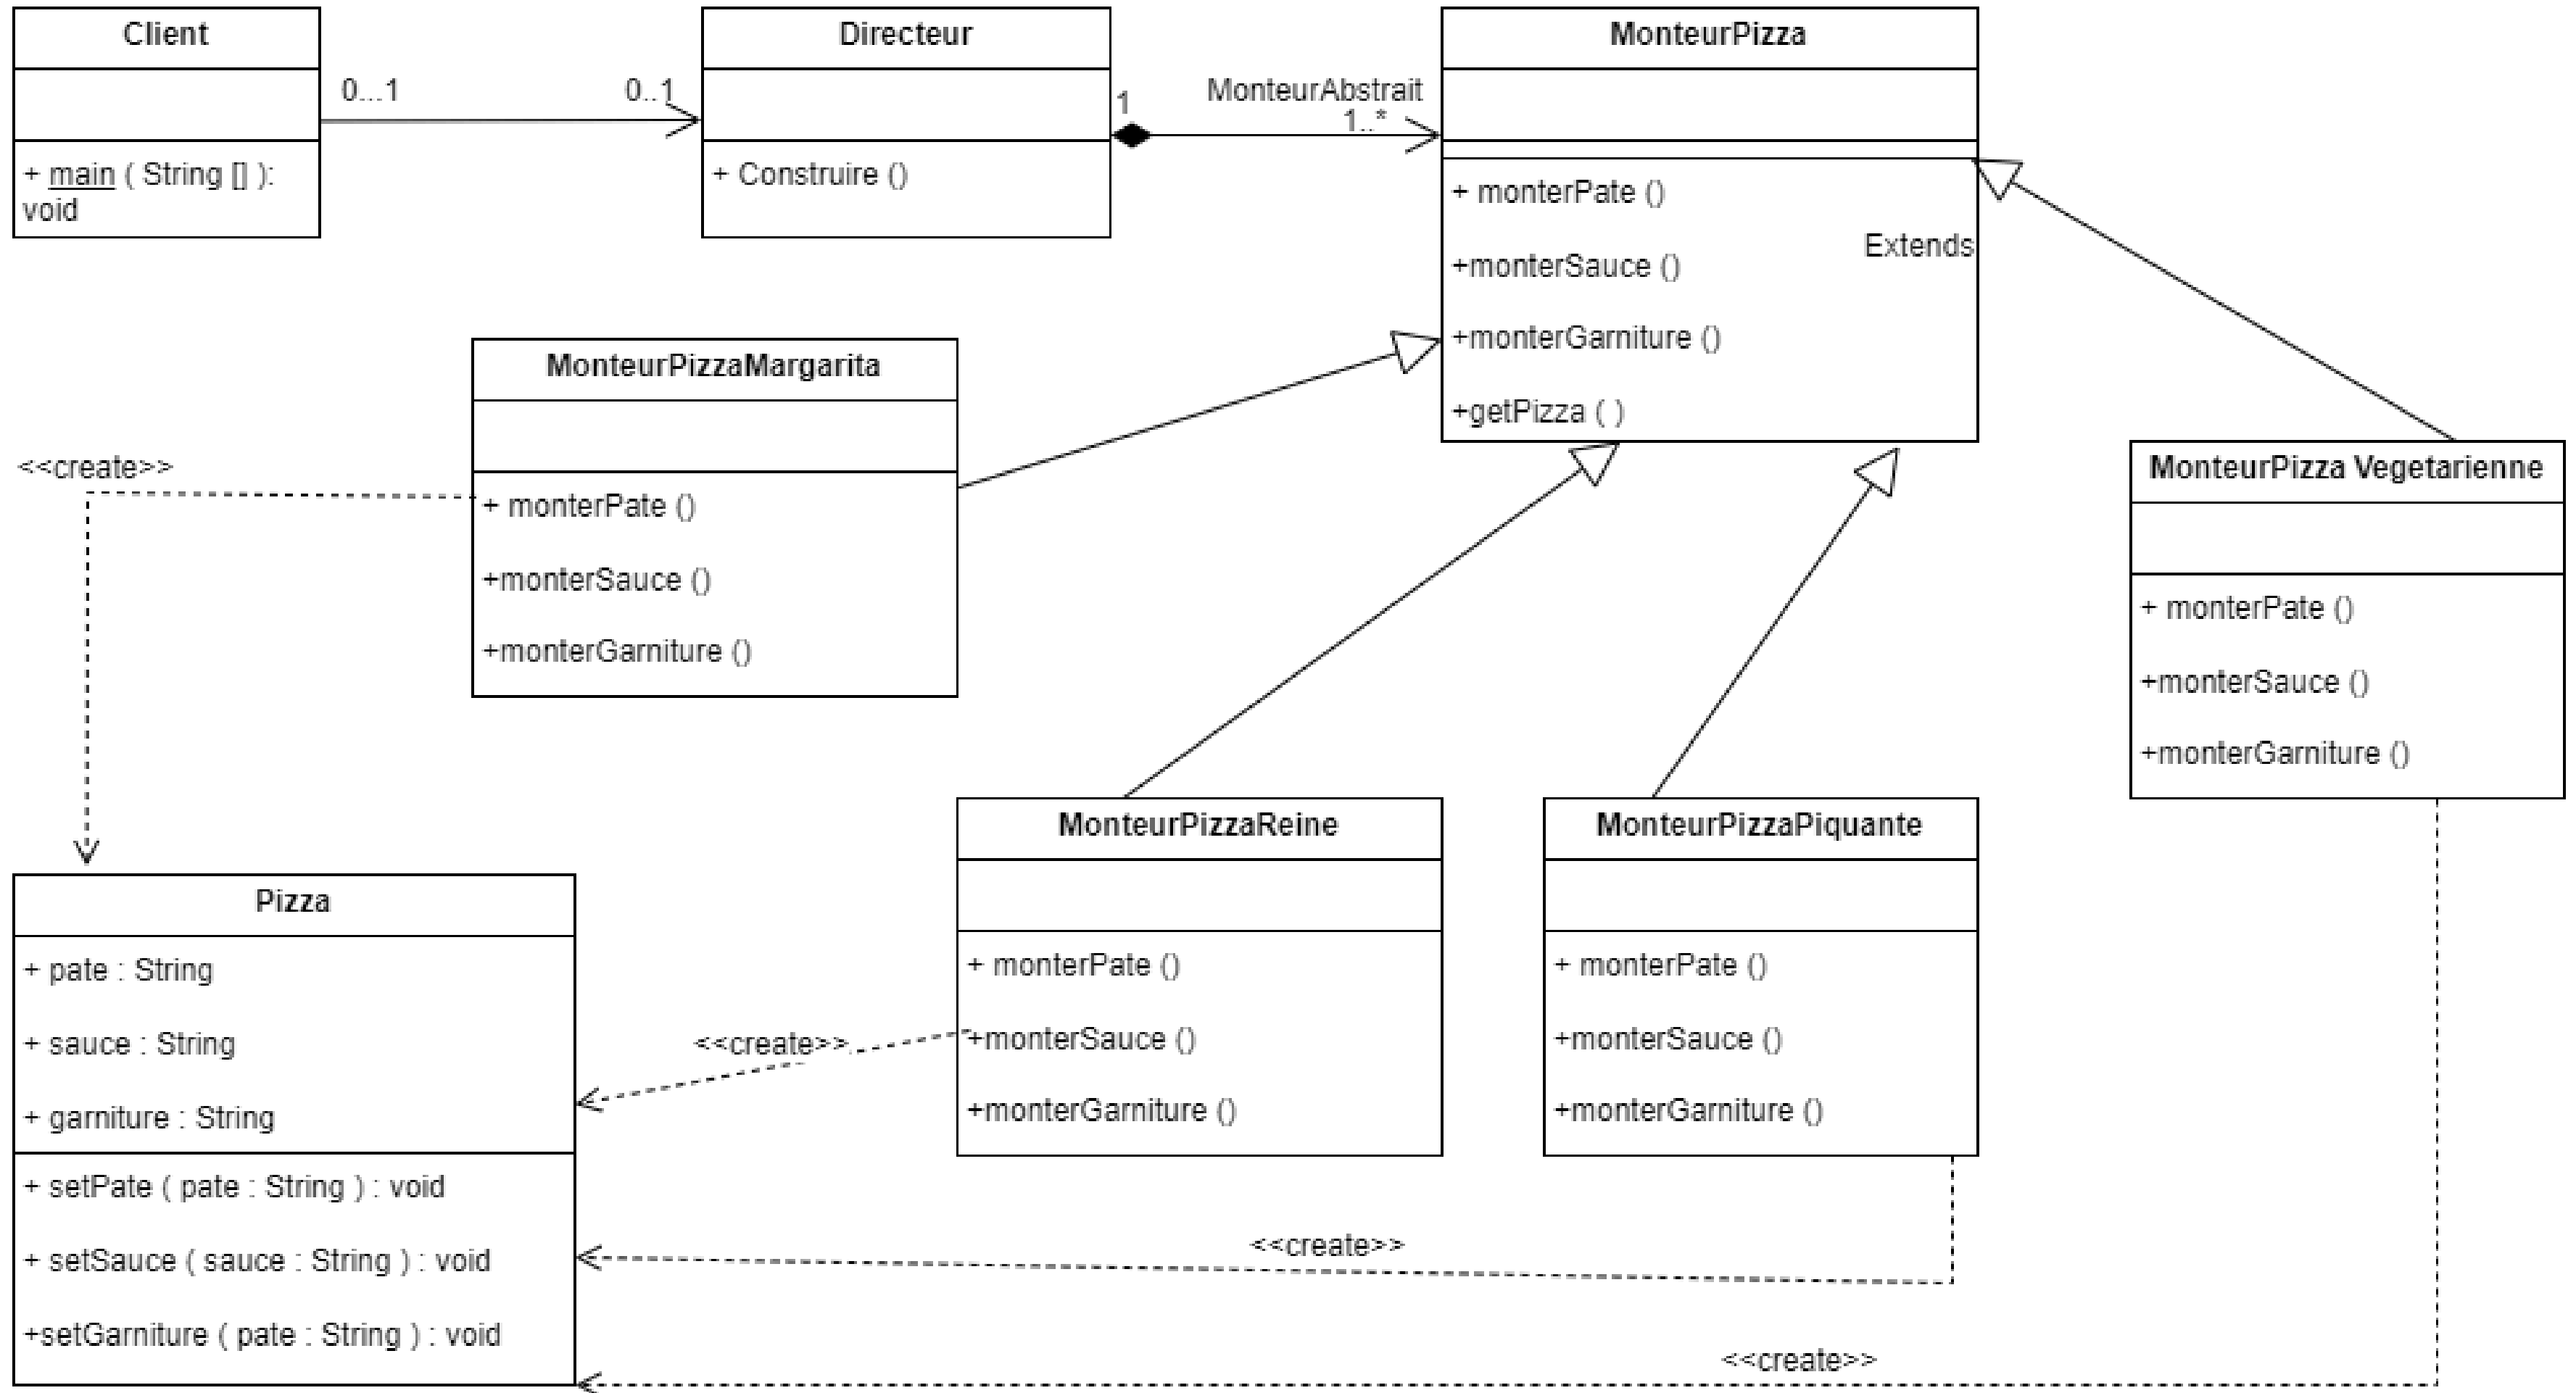 Client
+ main ( String [] ):
void
0...1
0..1
Directeur
+ Construire ()
1
MonteurAbstrait
1..*
MonteurPizza
+ monterPate ()
+monterSauce ()
+monterGarniture ()
+getPizza ( )
Extends
MonteurPizzaMargarita
+ monterPate ()
+monterSauce ()
+monterGarniture ()
<<create>>
MonteurPizza Vegetarienne
+ monterPate ()
+monterSauce ()
+monterGarniture ()
Pizza
+ pate : String
+ sauce : String
+ garniture : String
+ setPate ( pate : String ) : void
+ setSauce ( sauce : String ) : void
+setGarniture ( pate : String ) : void
<<create>>
MonteurPizzaReine
+ monterPate ()
+monterSauce ()
+monterGarniture ()
MonteurPizzaPiquante
+ monterPate ()
+monterSauce ()
+monterGarniture ()
<<create>>
<<create>>